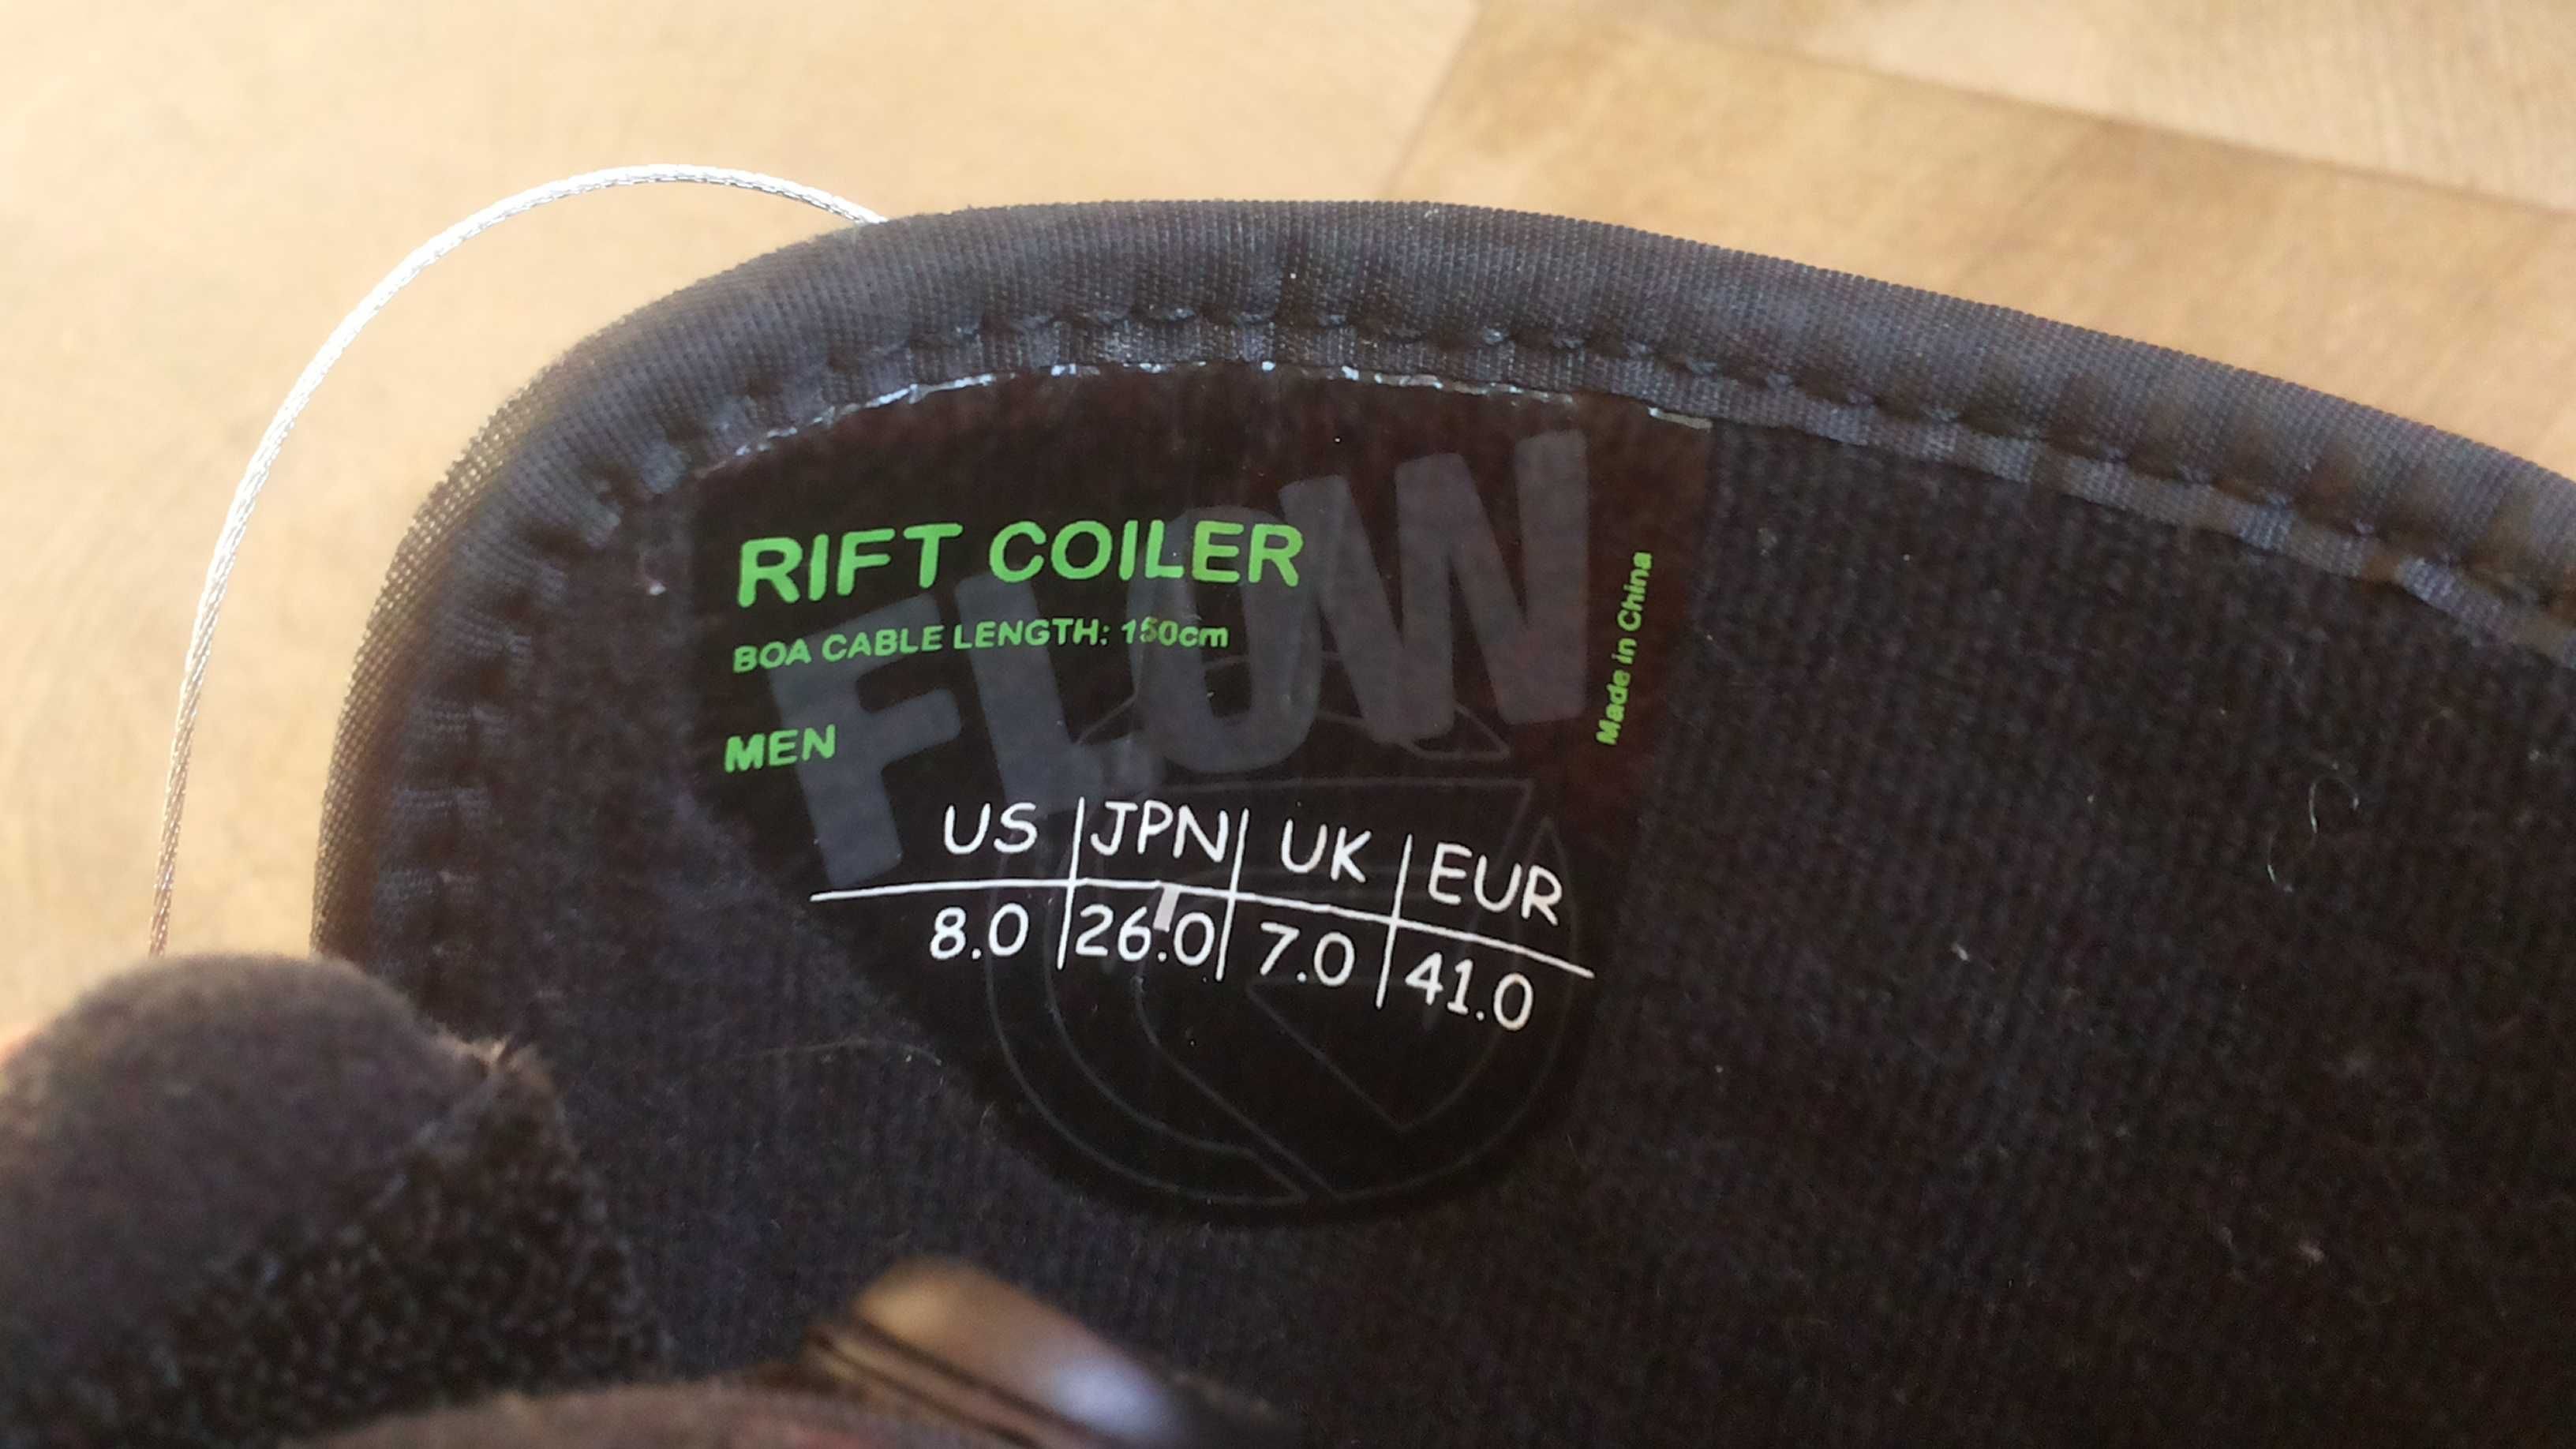 FLOW
RIFT COILER
BOA CABLE LENGTH: 150cm
MEN
Made in China
US | JPN | UK | EUR
8.0 | 26.0 | 7.0 | 41.0